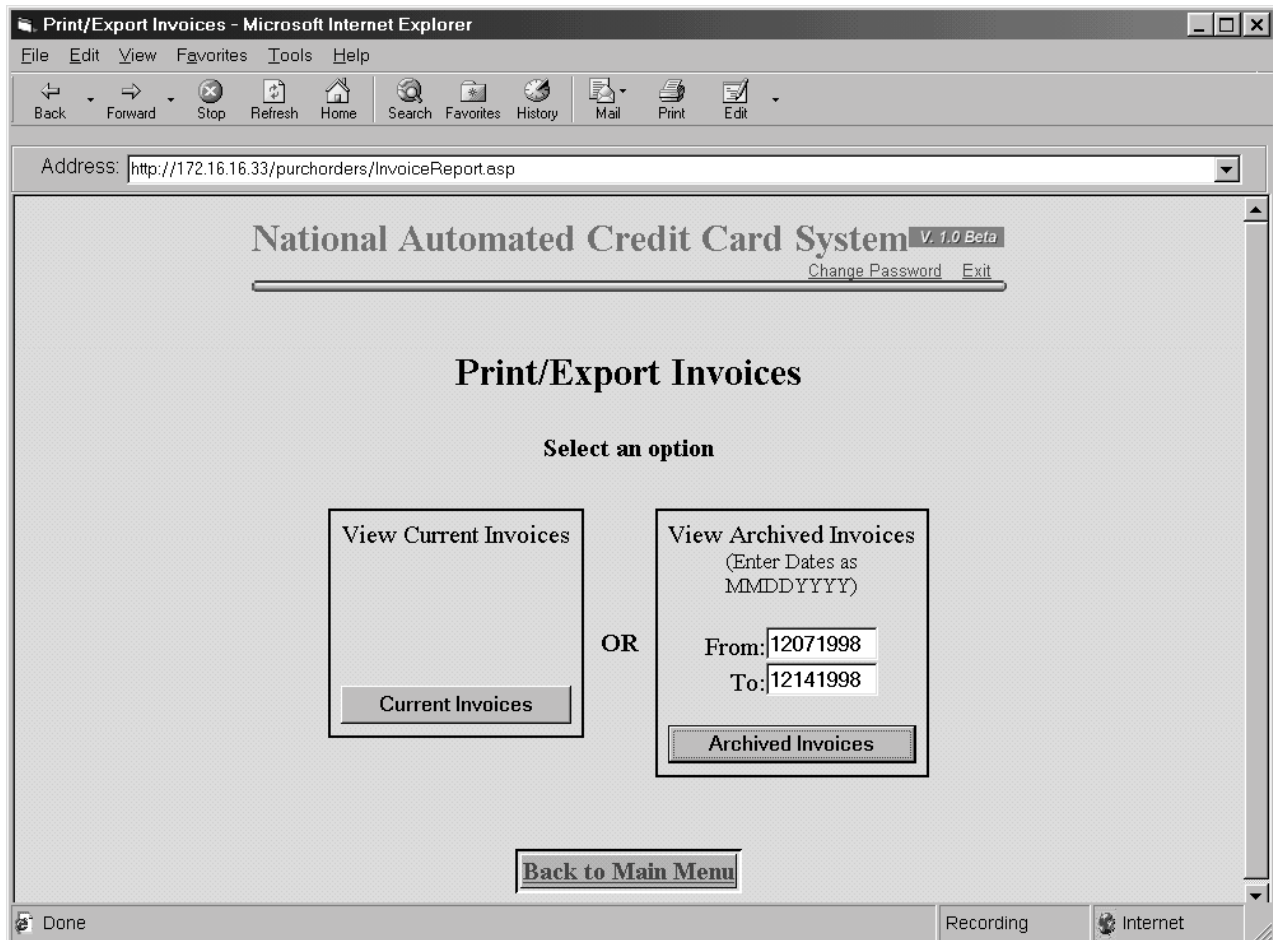 Print/Export Invoices - Microsoft Internet Explorer
File Edit View Favorites Tools Help
Back Forward Stop Refresh Home Search Favorites History Mail Print Edit
Address: http://172.16.16.33/purchorders/InvoiceReport.asp
National Automated Credit Card System V. 1.0 Beta
Change Password Exit
Print/Export Invoices
Select an option
View Current Invoices
Current Invoices
OR
View Archived Invoices
(Enter Dates as
MMDDYYYY)
From: 12071998
To: 12141998
Archived Invoices
Back to Main Menu
Done Recording Internet